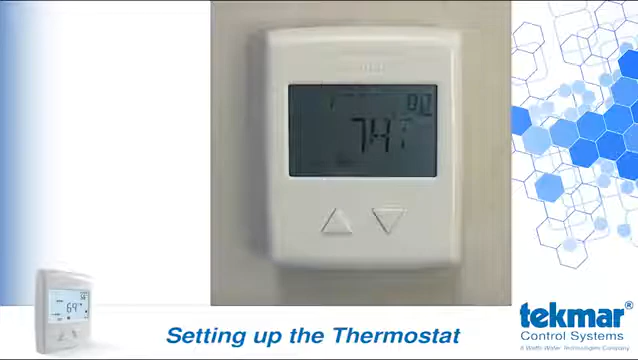 74
Setting up the Thermostat
tekmar®
Control Systems
A Watts Water Technologies Company